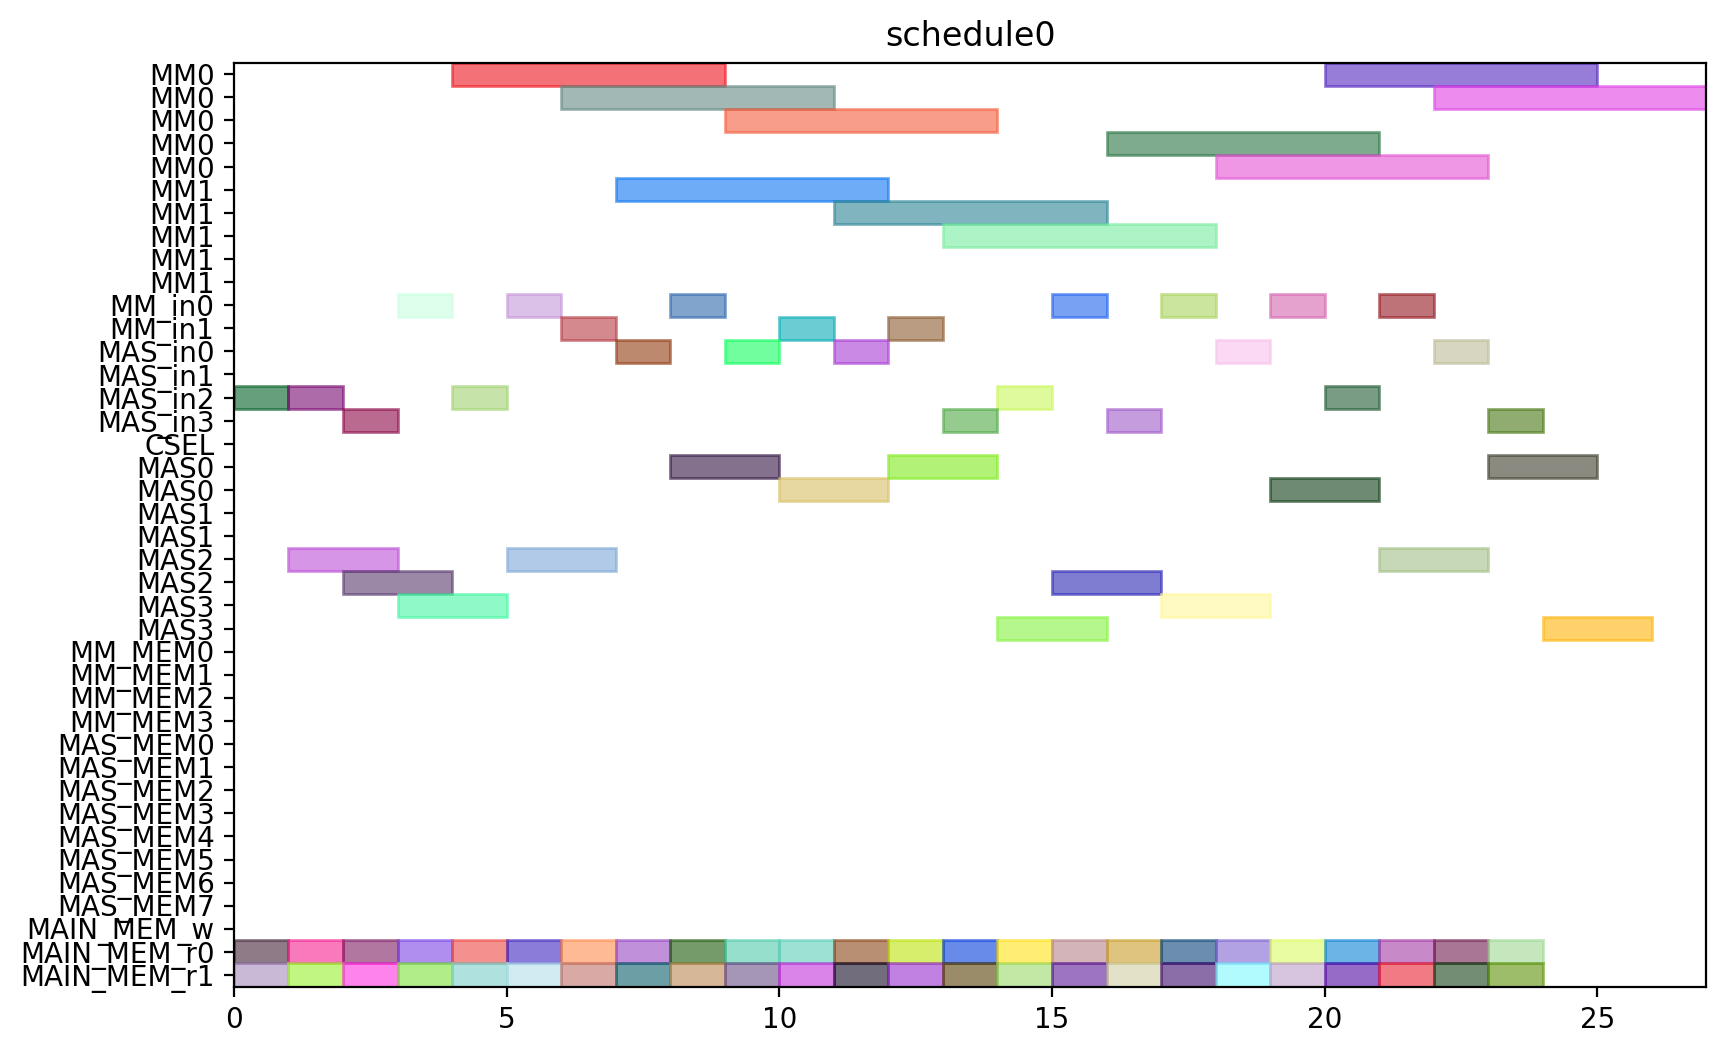 schedule0
MM0
MM0
MM0
MM0
MM0
MM1
MM1
MM1
MM1
MM1
MM_in0
MM_in1
MAS_in0
MAS_in1
MAS_in2
MAS_in3
CSEL
MAS0
MAS0
MAS1
MAS1
MAS2
MAS2
MAS3
MAS3
MM_MEM0
MM_MEM1
MM_MEM2
MM_MEM3
MAS_MEM0
MAS_MEM1
MAS_MEM2
MAS_MEM3
MAS_MEM4
MAS_MEM5
MAS_MEM6
MAS_MEM7
MAIN_MEM_w
MAIN_MEM_r0
MAIN_MEM_r1
0 5 10 15 20 25